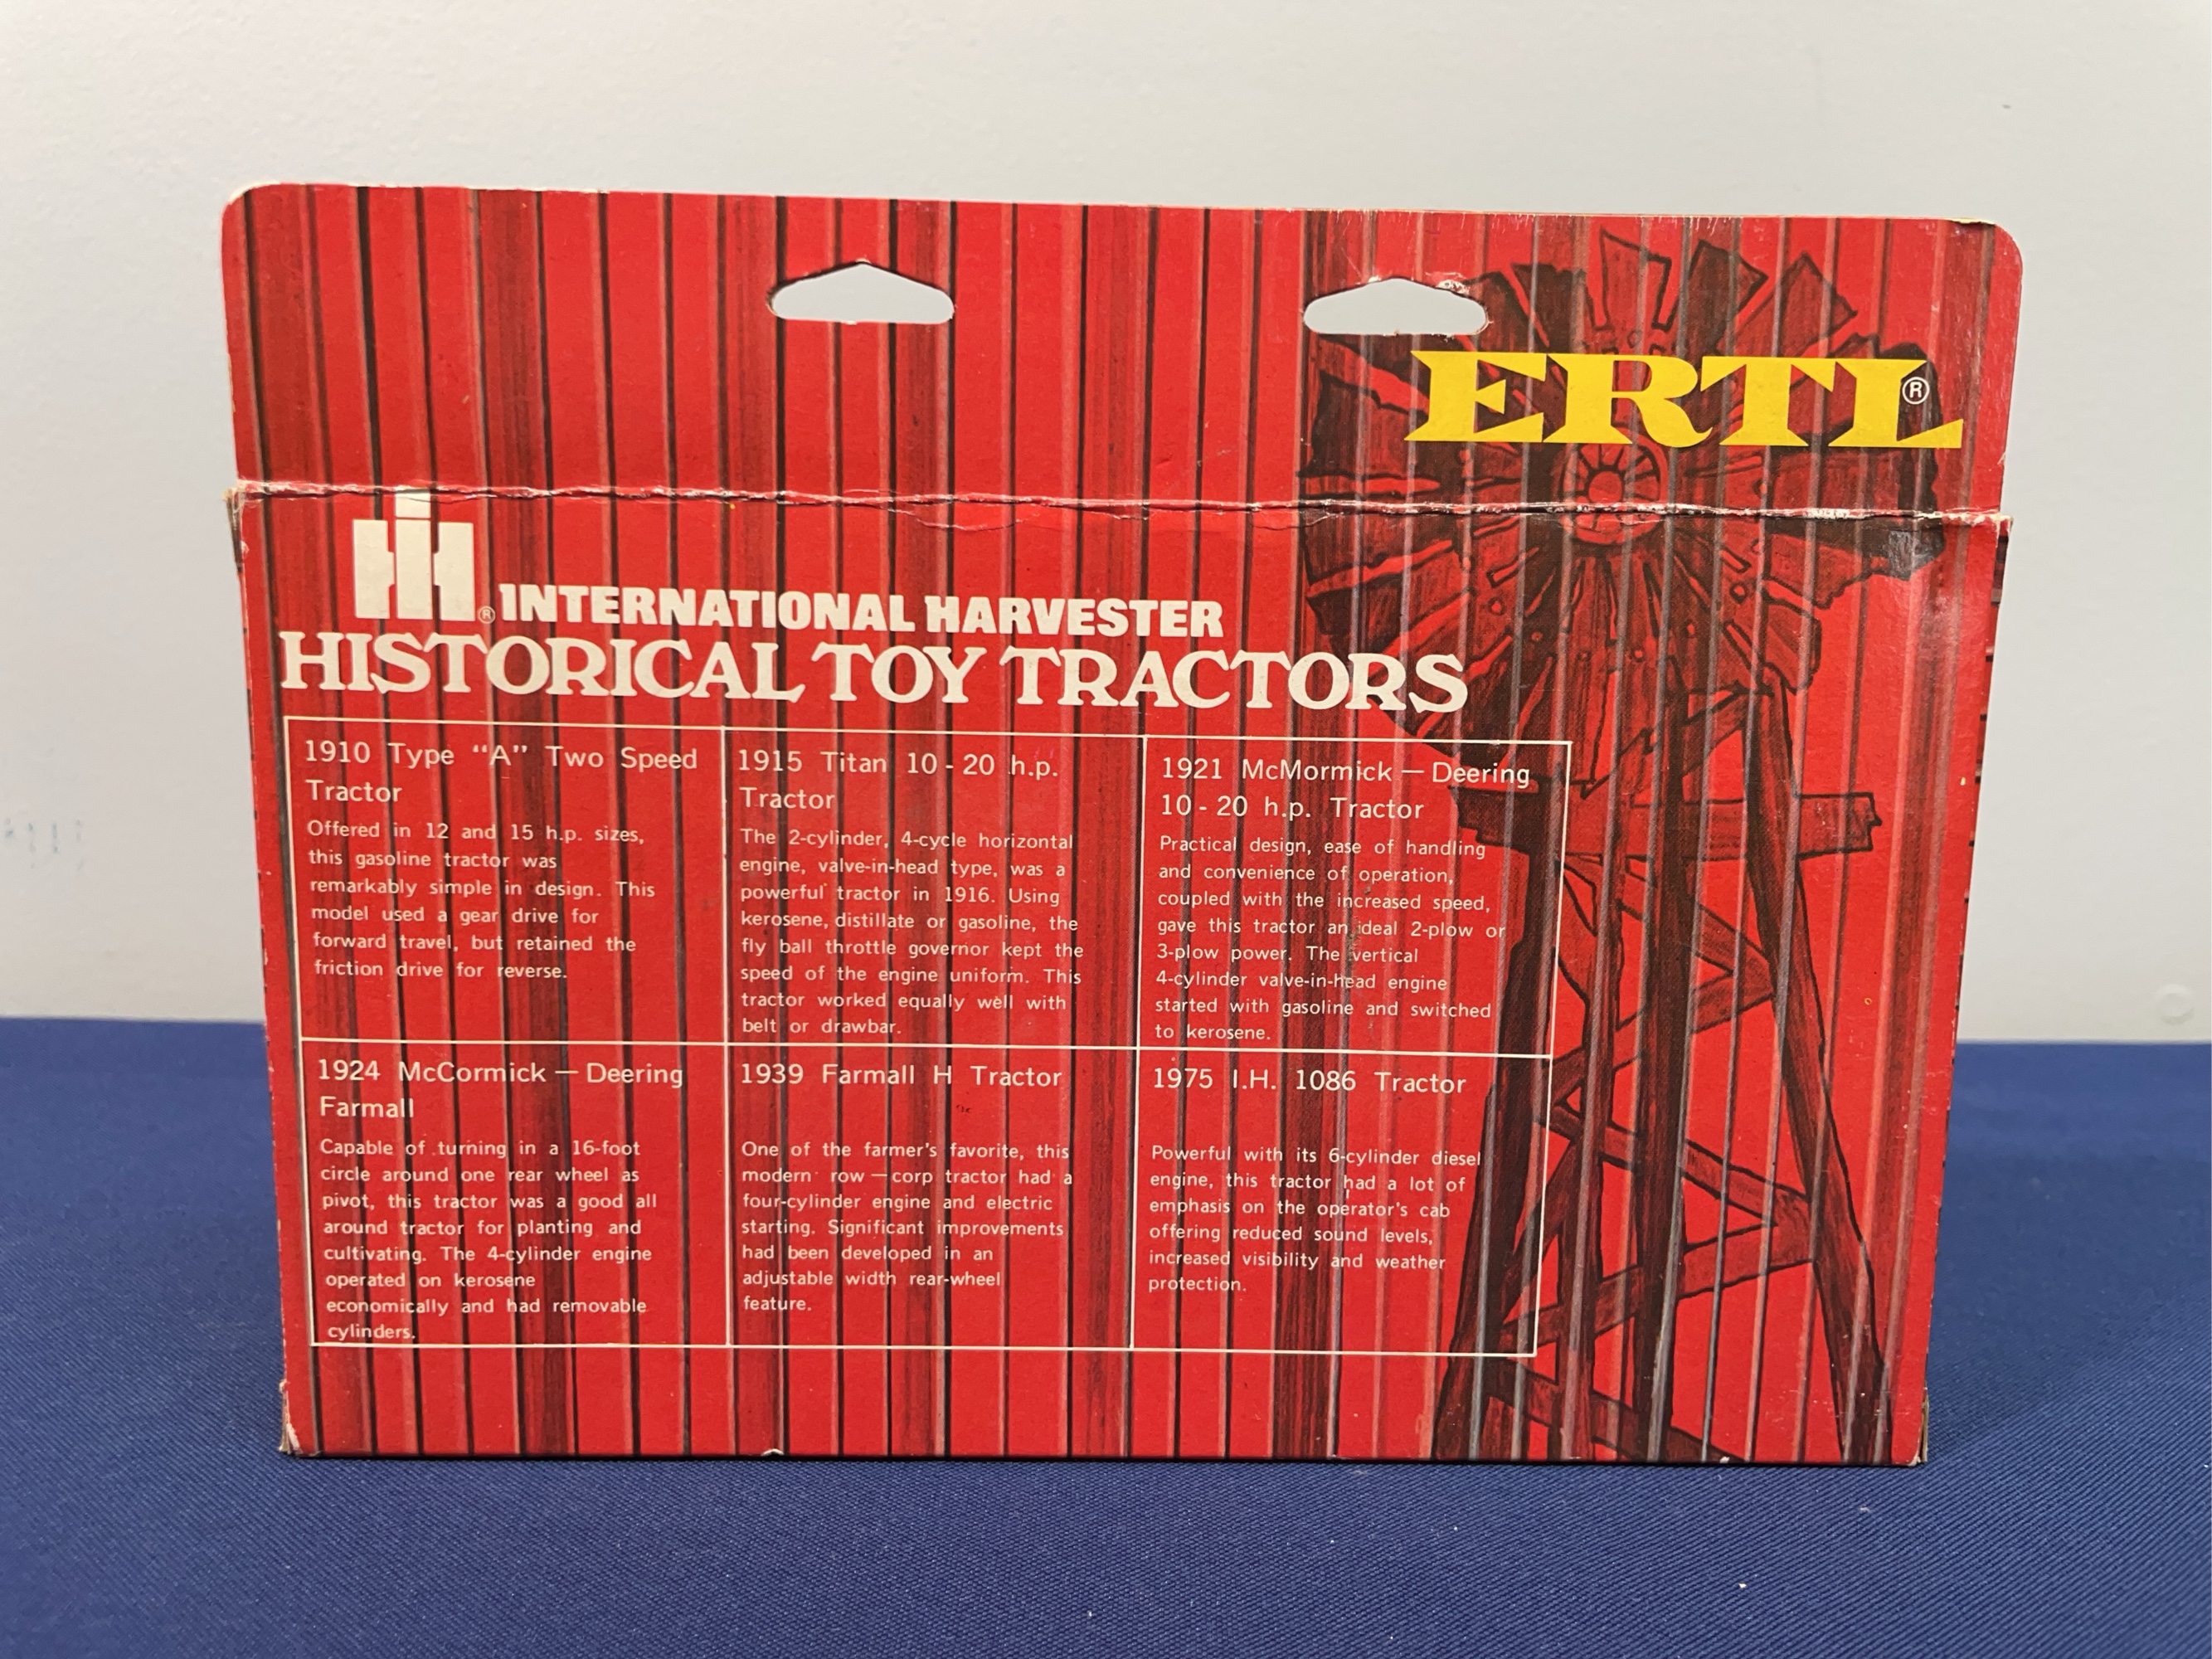 ERTL®
IH® INTERNATIONAL HARVESTER
HISTORICAL TOY TRACTORS
1910 Type “A” Two Speed
Tractor
Offered in 12 and 15 h.p. sizes,
this gasoline tractor was
remarkably simple in design. This
model used a gear drive for
forward travel, but retained the
friction drive for reverse.
1915 Titan 10 - 20 h.p.
Tractor
The 2-cylinder, 4-cycle horizontal
engine, valve-in-head type, was a
powerful tractor in 1916. Using
kerosene, distillate or gasoline, the
fly ball throttle governor kept the
speed of the engine uniform. This
tractor worked equally well with
belt or drawbar.
1921 McMormick — Deering
10 - 20 h.p. Tractor
Practical design, ease of handling
and convenience of operation,
coupled with the increased speed,
gave this tractor an ideal 2-plow or
3-plow power. The vertical
4-cylinder valve-in-head engine
started with gasoline and switched
to kerosene.
1924 McCormick — Deering
Farmall
Capable of turning in a 16-foot
circle around one rear wheel as
pivot, this tractor was a good all
around tractor for planting and
cultivating. The 4-cylinder engine
operated on kerosene
economically and had removable
cylinders.
1939 Farmall H Tractor
One of the farmer's favorite, this
modern row — corp tractor had a
four-cylinder engine and electric
starting. Significant improvements
had been developed in an
adjustable width rear-wheel
feature.
1975 I.H. 1086 Tractor
Powerful with its 6-cylinder diesel
engine, this tractor had a lot of
emphasis on the operator's cab
offering reduced sound levels,
increased visibility and weather
protection.